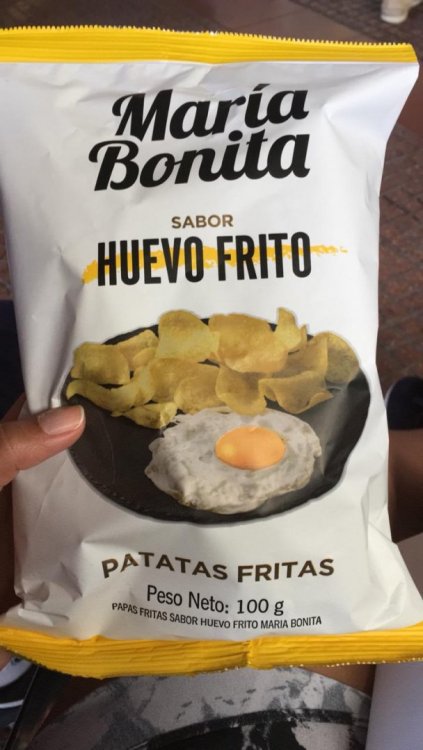 María
Bonita
SABOR
HUEVO FRITO
PATATAS FRITAS
Peso Neto: 100 g
PAPAS FRITAS SABOR HUEVO FRITO MARIA BONITA